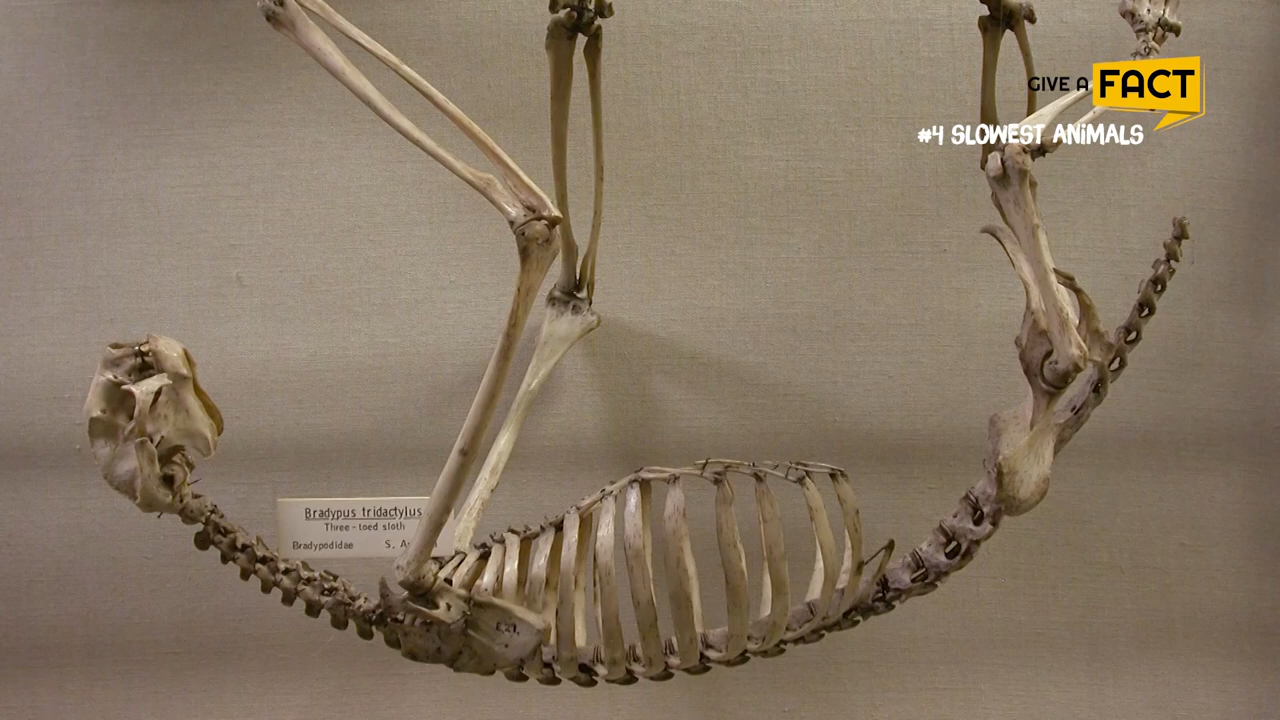 GIVE A FACT
#4 SLOWEST ANiMALS
Bradypus tridactylus
Three-toed sloth
Bradypodidae S.